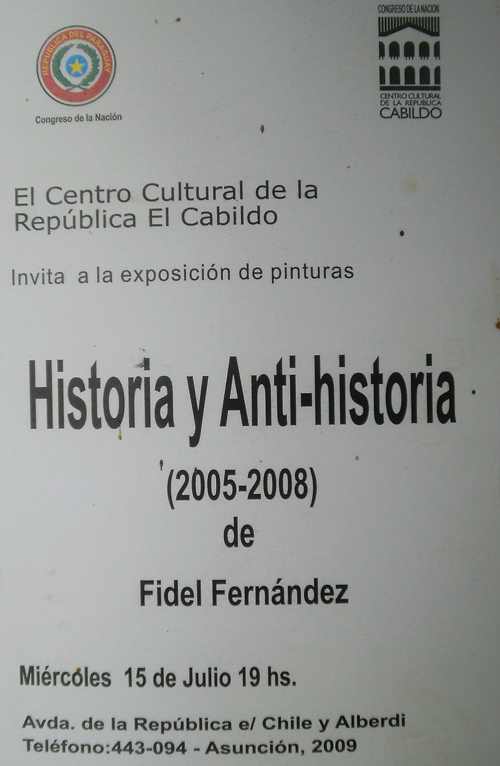 REPÚBLICA DEL PARAGUAY
Congreso de la Nación
CONGRESO DE LA NACION
CENTRO CULTURAL
DE LA REPUBLICA
CABILDO
El Centro Cultural de la
República El Cabildo
Invita a la exposición de pinturas
Historia y Anti-historia
(2005-2008)
de
Fidel Fernández
Miércoles 15 de Julio 19 hs.
Avda. de la República e/ Chile y Alberdi
Teléfono:443-094 - Asunción, 2009